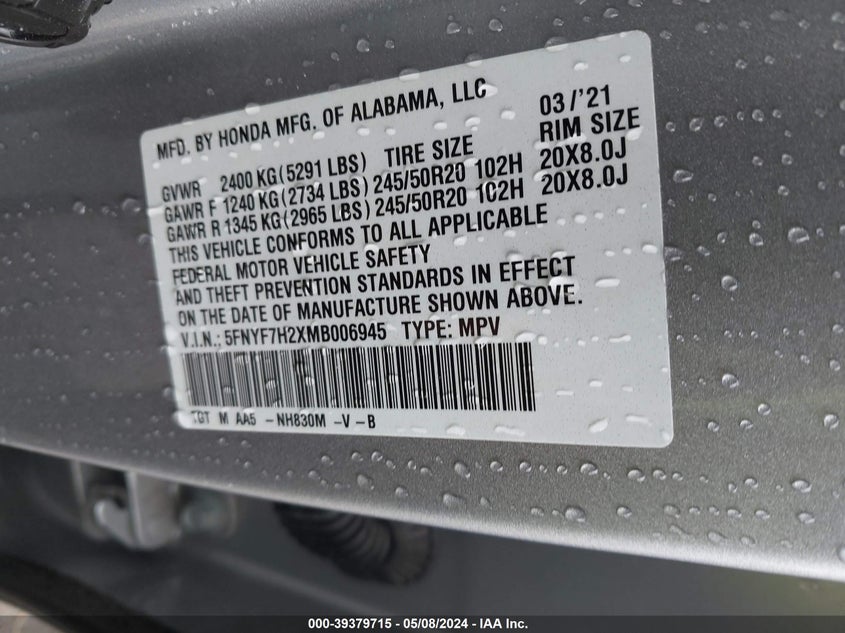 MFD. BY HONDA MFG. OF ALABAMA, LLC 03/'21
GVWR 2400 KG(5291 LBS) TIRE SIZE RIM SIZE
GAWR F 1240 KG(2734 LBS) 245/50R20 102H 20X8.0J
GAWR R 1345 KG(2965 LBS) 245/50R20 102H 20X8.0J
THIS VEHICLE CONFORMS TO ALL APPLICABLE
FEDERAL MOTOR VEHICLE SAFETY
AND THEFT PREVENTION STANDARDS IN EFFECT
ON THE DATE OF MANUFACTURE SHOWN ABOVE.
V.I.N.: 5FNYF7H2XMB006945 TYPE: MPV
TGT M AA5 -NH830M -V -B
000-39379715 - 05/08/2024 - IAA Inc.